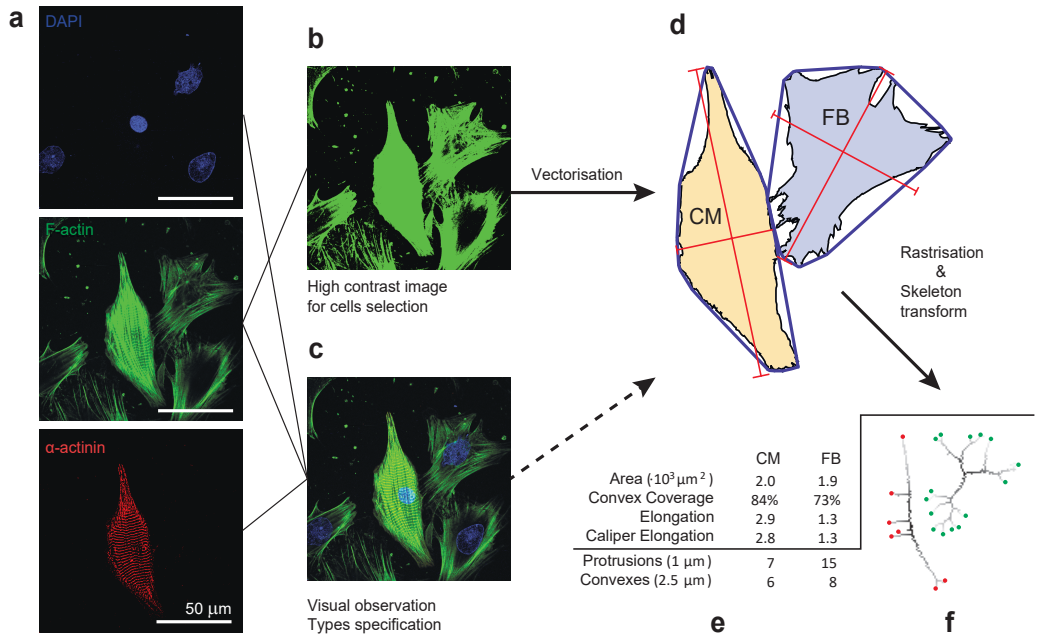 a
DAPI
F-actin
α-actinin
50 µm
b
High contrast image
for cells selection
c
Visual observation
Types specification
Vectorisation
d
CM
FB
Rastrisation
&
Skeleton
transform
CM FB
Area (·10³ µm²) 2.0 1.9
Convex Coverage 84% 73%
Elongation 2.9 1.3
Caliper Elongation 2.8 1.3
Protrusions (1 µm) 7 15
Convexes (2.5 µm) 6 8
e
f